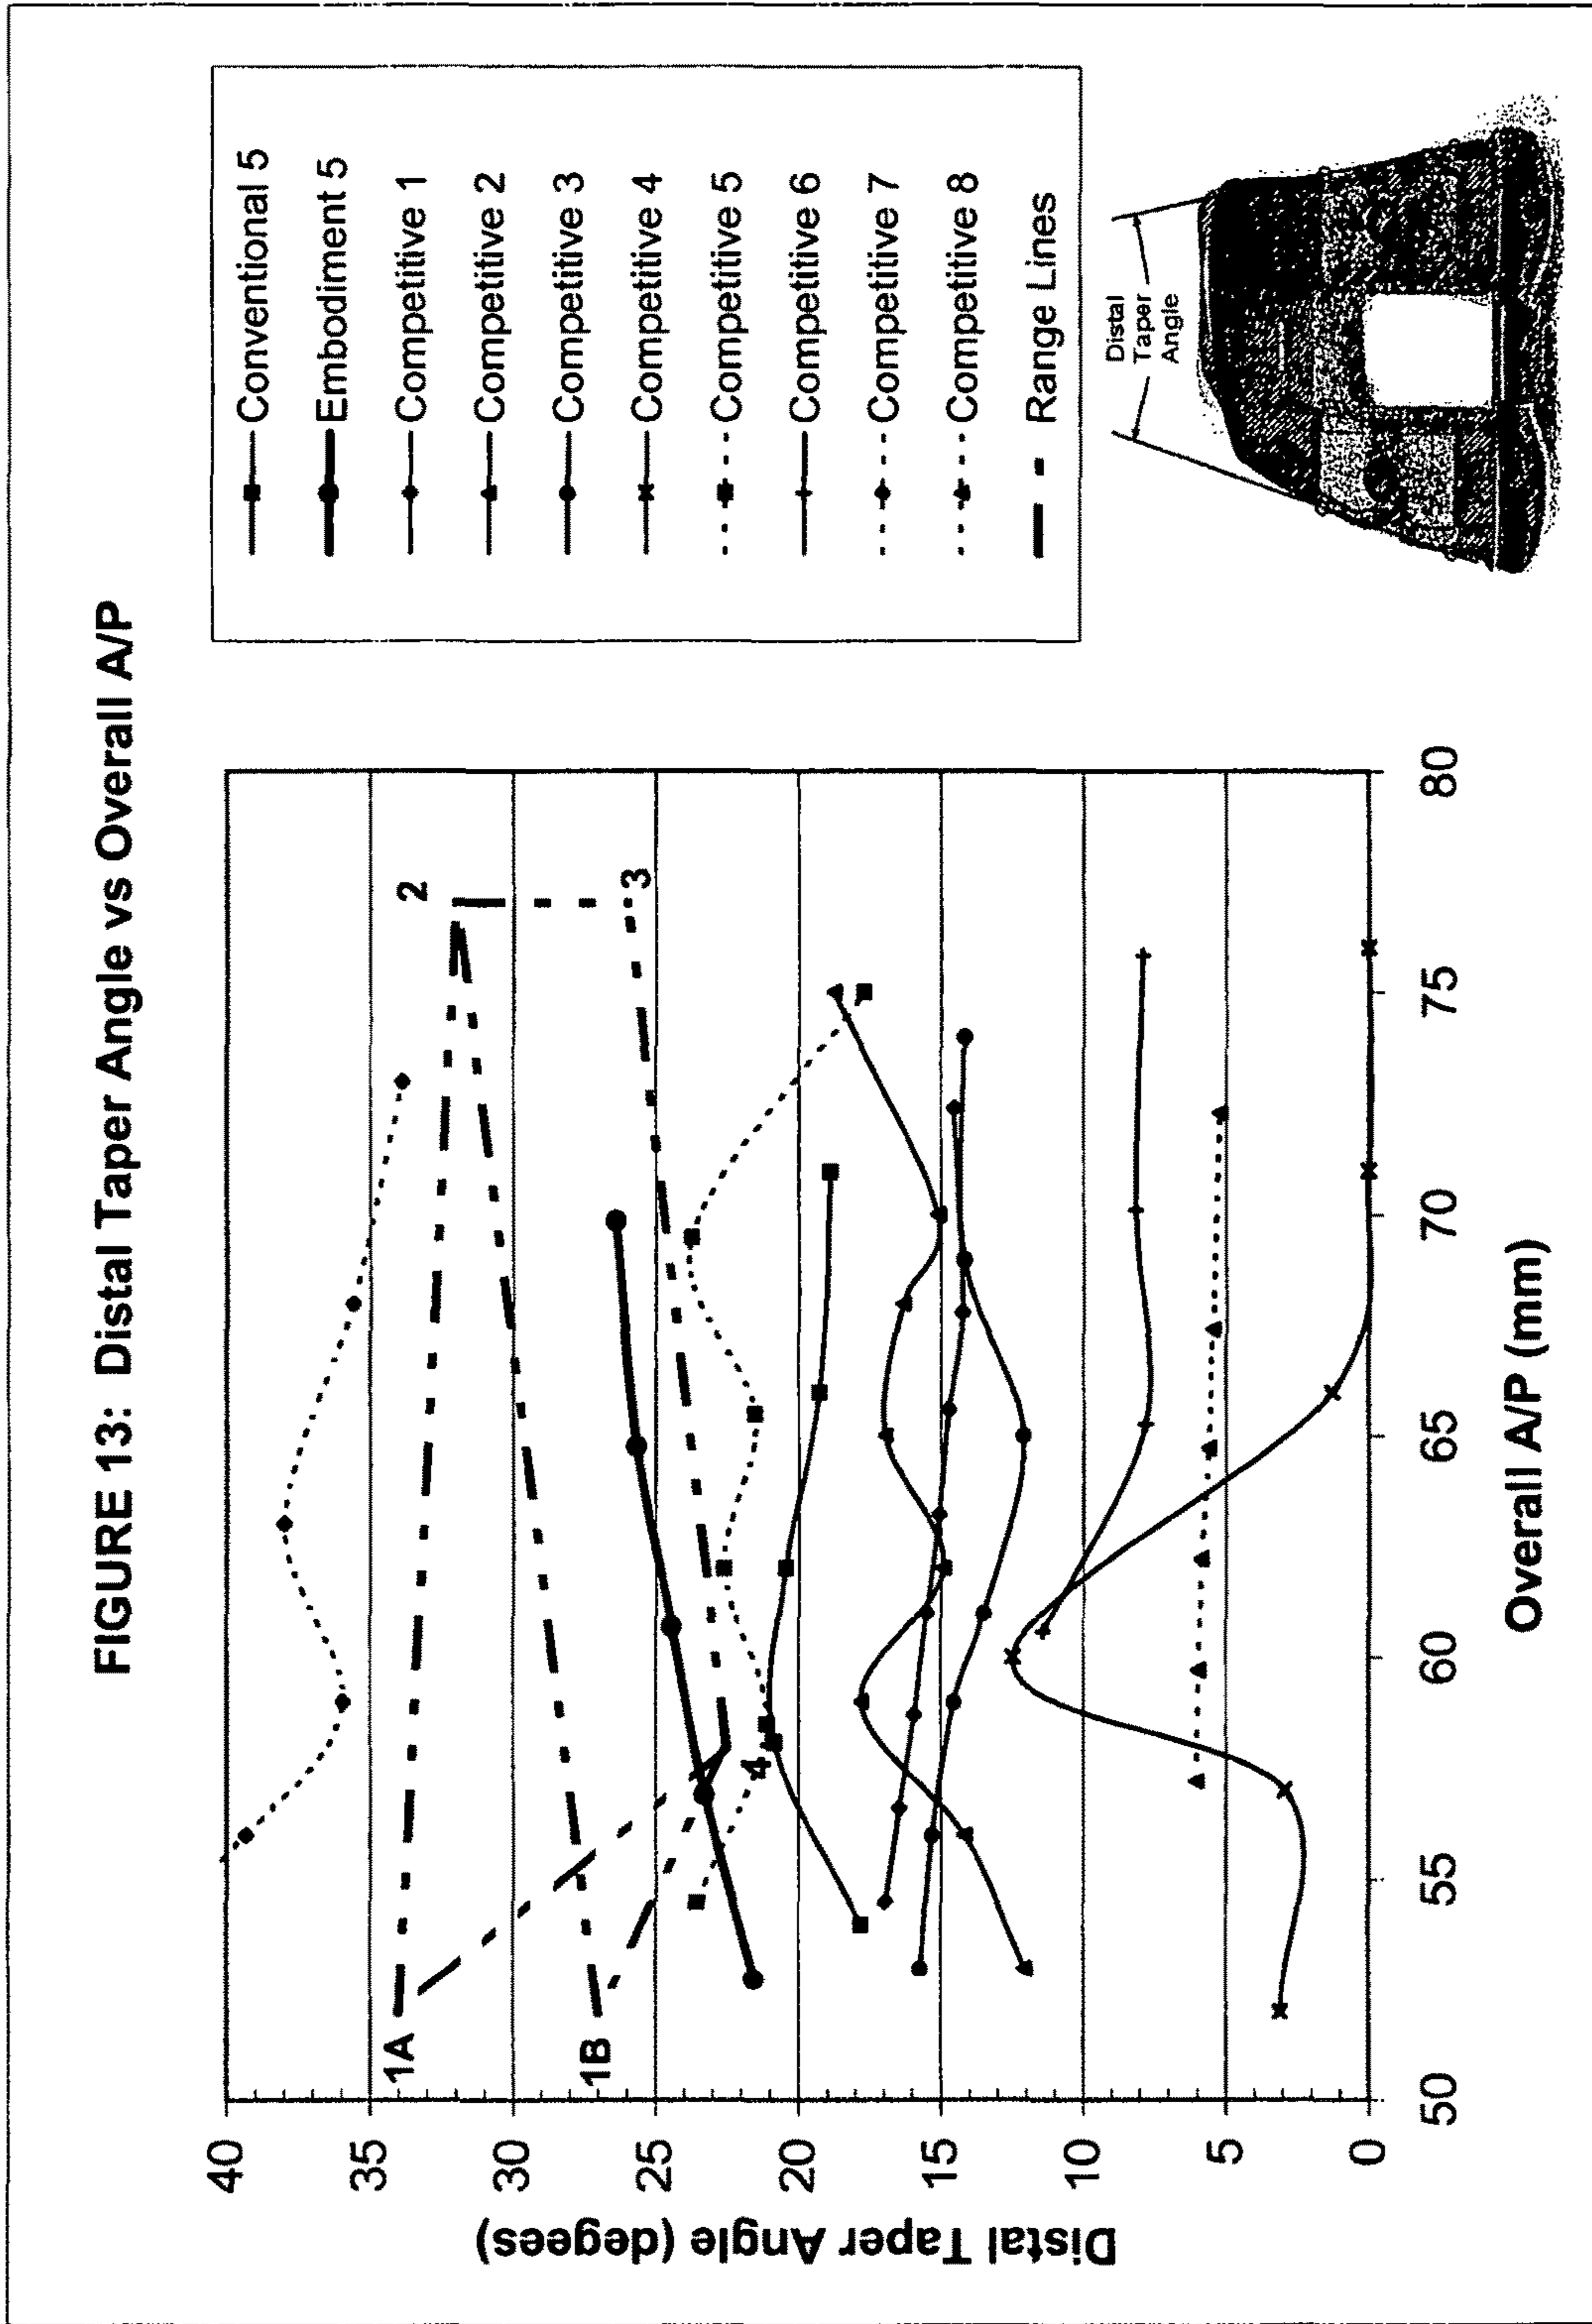 FIGURE 13: Distal Taper Angle vs Overall A/P
Distal Taper Angle (degrees)
40
35
30
25
20
15
10
5
0
1A
1B
2
3
4
50
55
60
65
70
75
80
Overall A/P (mm)
Conventional 5
Embodiment 5
Competitive 1
Competitive 2
Competitive 3
Competitive 4
Competitive 5
Competitive 6
Competitive 7
Competitive 8
Range Lines
Distal
Taper
Angle